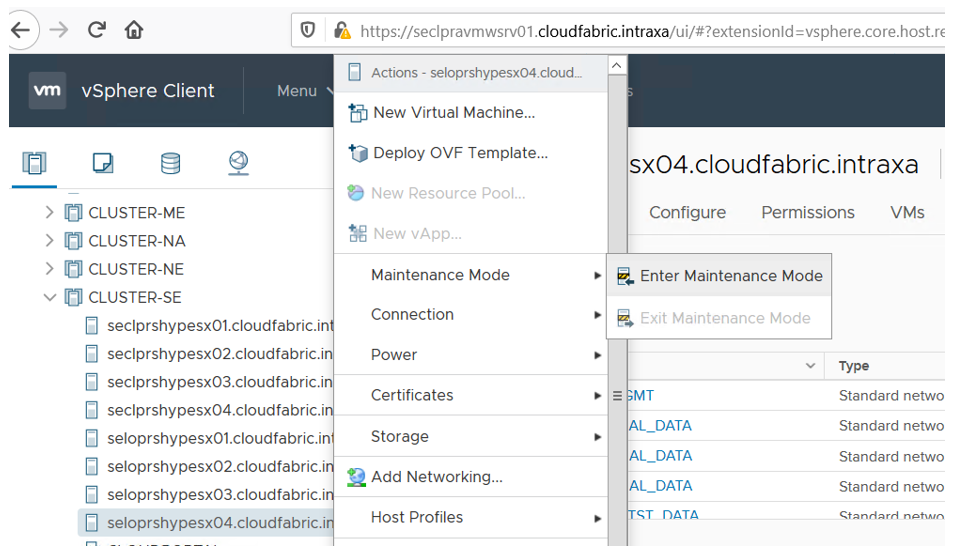 https://seclpravmwsrv01.cloudfabric.intraxa/ui/#?extensionId=vsphere.core.host.re
vm vSphere Client Menu
Actions - seloprshypesx04.cloud...
New Virtual Machine...
Deploy OVF Template...
New Resource Pool...
New vApp...
Maintenance Mode
Connection
Power
Certificates
Storage
Add Networking...
Host Profiles
Enter Maintenance Mode
Exit Maintenance Mode
CLUSTER-ME
CLUSTER-NA
CLUSTER-NE
CLUSTER-SE
seclprshypesx01.cloudfabric.int
seclprshypesx02.cloudfabric.in
seclprshypesx03.cloudfabric.in
seclprshypesx04.cloudfabric.in
seloprshypesx01.cloudfabric.int
seloprshypesx02.cloudfabric.in
seloprshypesx03.cloudfabric.in
seloprshypesx04.cloudfabric.in
sx04.cloudfabric.intraxa
Configure Permissions VMs
Type
GMT Standard netwo
AL_DATA Standard netwo
AL_DATA Standard netwo
AL_DATA Standard netwo
TST_DATA Standard netwo